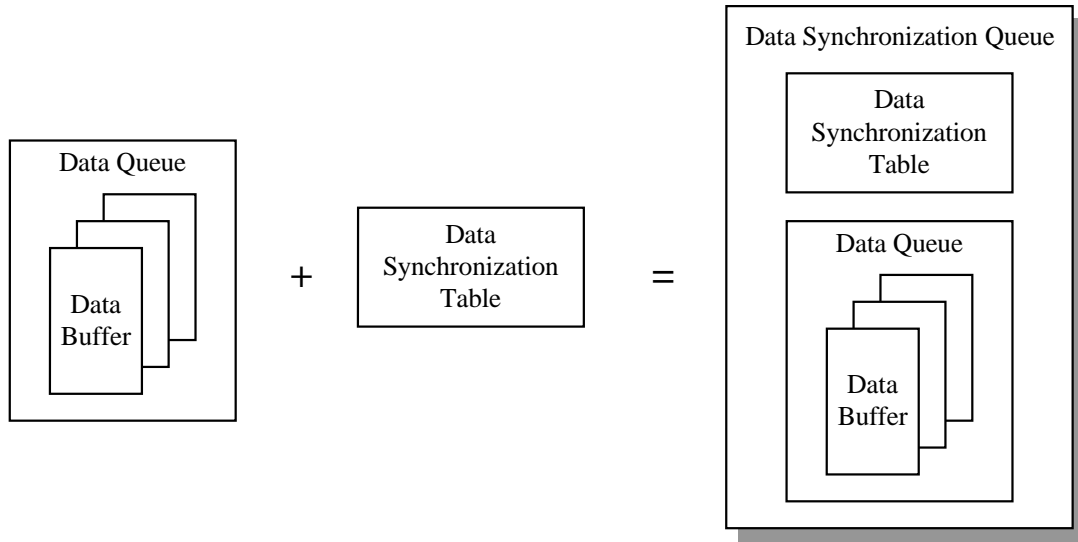 Data Queue
Data
Buffer
+
Data
Synchronization
Table
=
Data Synchronization Queue
Data
Synchronization
Table
Data Queue
Data
Buffer